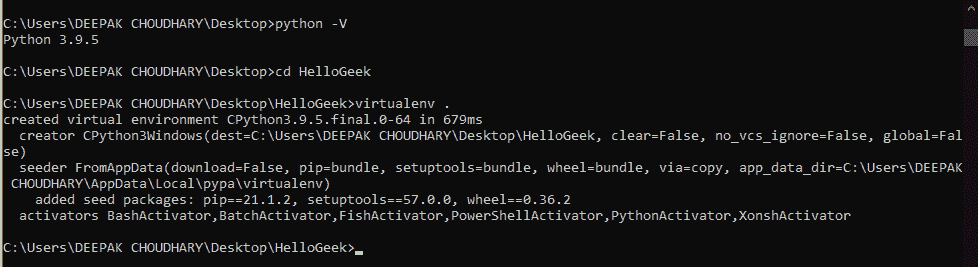 C:\Users\DEEPAK CHOUDHARY\Desktop>python -V
Python 3.9.5
C:\Users\DEEPAK CHOUDHARY\Desktop>cd HelloGeek
C:\Users\DEEPAK CHOUDHARY\Desktop\HelloGeek>virtualenv .
created virtual environment CPython3.9.5.final.0-64 in 679ms
  creator CPython3Windows(dest=C:\Users\DEEPAK CHOUDHARY\Desktop\HelloGeek, clear=False, no_vcs_ignore=False, global=Fal
se)
  seeder FromAppData(download=False, pip=bundle, setuptools=bundle, wheel=bundle, via=copy, app_data_dir=C:\Users\DEEPAK
 CHOUDHARY\AppData\Local\pypa\virtualenv)
    added seed packages: pip==21.1.2, setuptools==57.0.0, wheel==0.36.2
  activators BashActivator,BatchActivator,FishActivator,PowerShellActivator,PythonActivator,XonshActivator
C:\Users\DEEPAK CHOUDHARY\Desktop\HelloGeek>